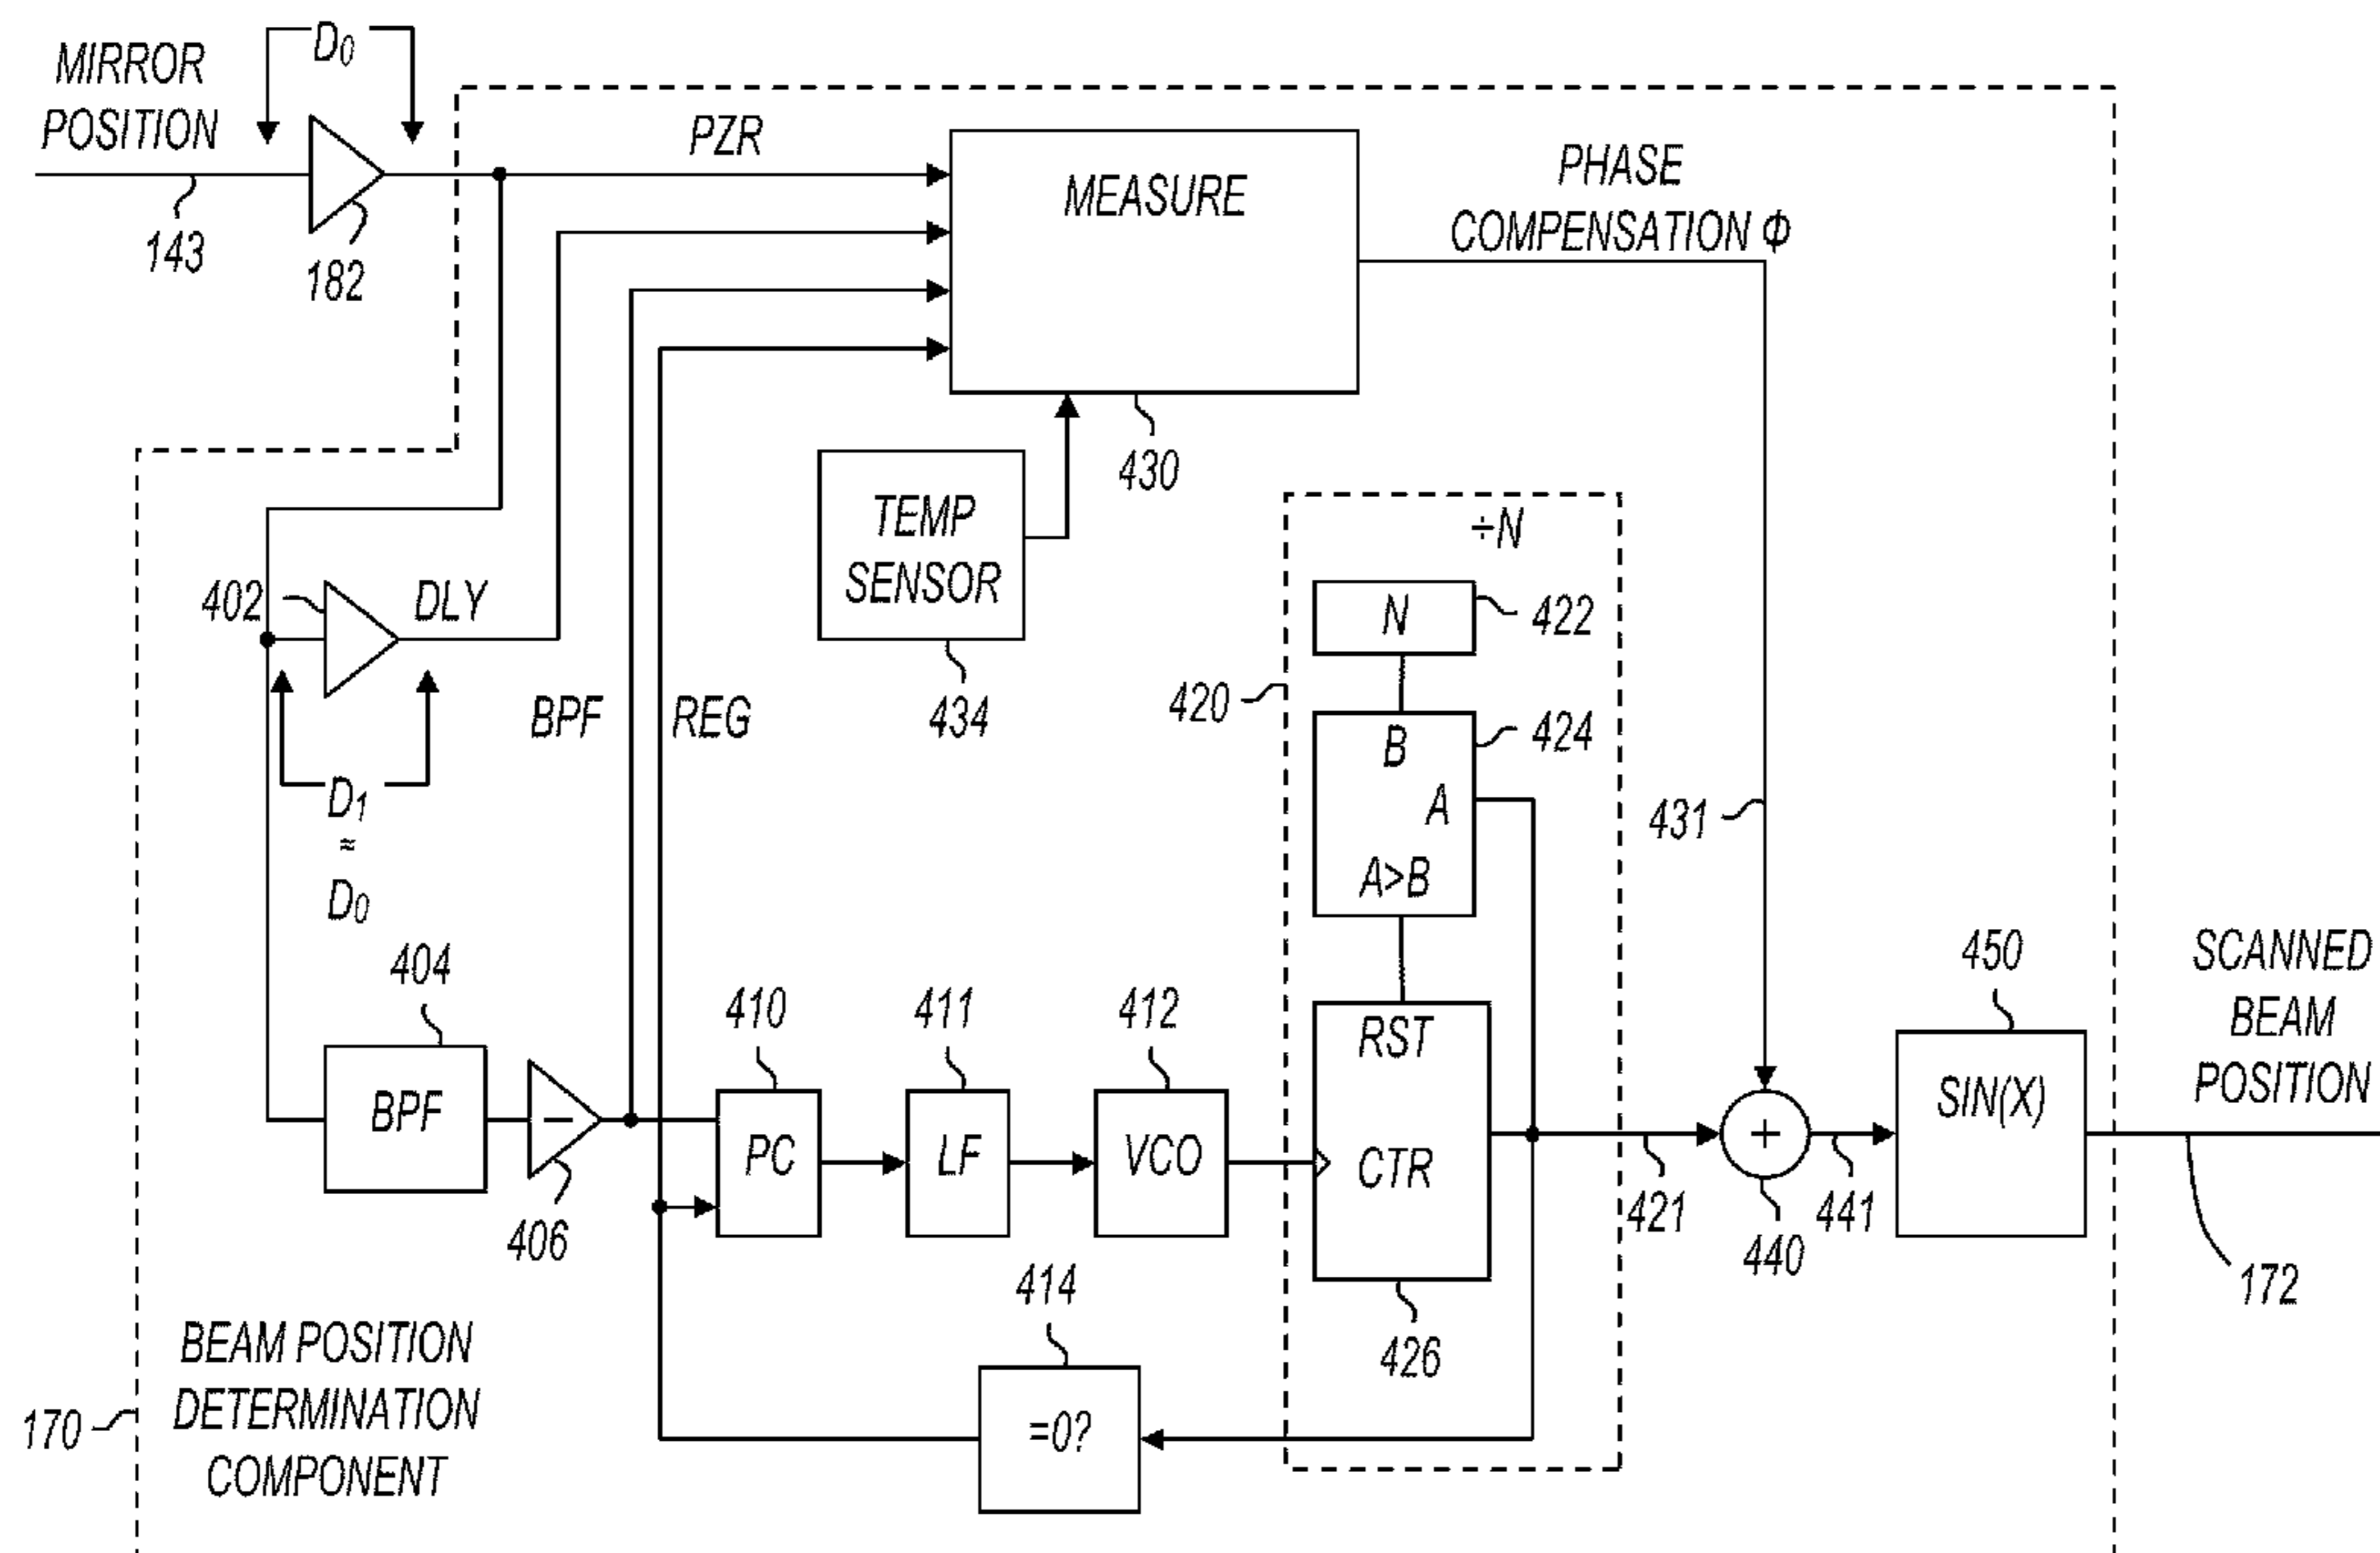 MIRROR
POSITION
D0
143
182
PZR
MEASURE
PHASE
COMPENSATION Φ
430
TEMP
SENSOR
434
402
DLY
D1
≈
D0
BPF
REG
÷N
N
422
420
B
424
A
A>B
431
404
BPF
406
410
PC
411
LF
412
VCO
RST
CTR
426
421
440
+
441
450
SIN(X)
SCANNED
BEAM
POSITION
172
414
=0?
BEAM POSITION
DETERMINATION
COMPONENT
170